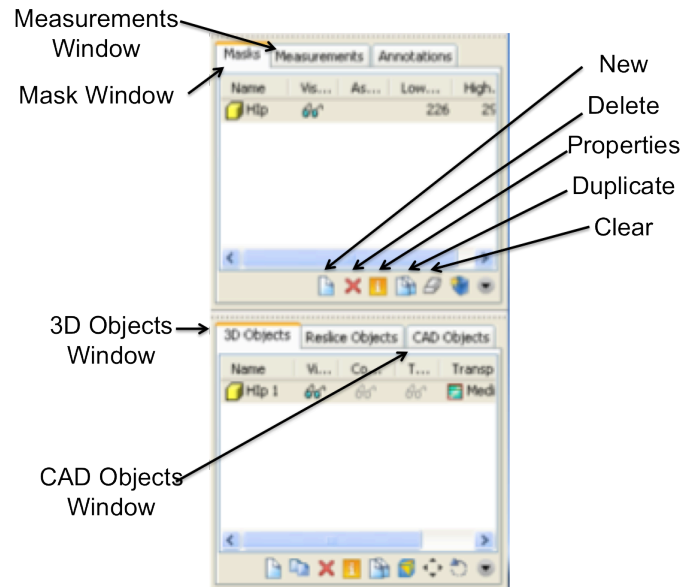 Measurements
Window
Mask Window
Masks Measurements Annotations
Name Vis... As... Low... High.
HIp 226 29
New
Delete
Properties
Duplicate
Clear
3D Objects
Window
3D Objects Reslice Objects CAD Objects
Name Vi... Co... T... Transp
HIp 1 Medi
CAD Objects
Window